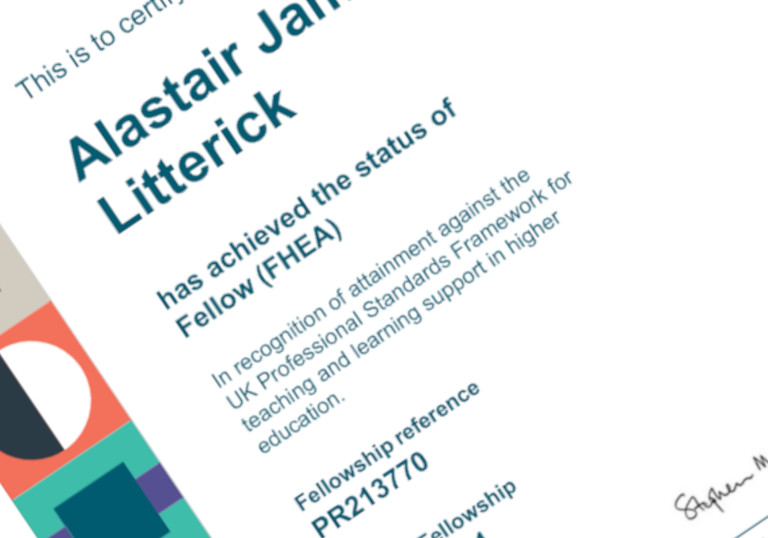 This is to certify
Alastair Jam
Litterick
has achieved the status of
Fellow (FHEA)
In recognition of attainment against the
UK Professional Standards Framework for
teaching and learning support in higher
education.
Fellowship reference
PR213770
Fellowship
Stephen M